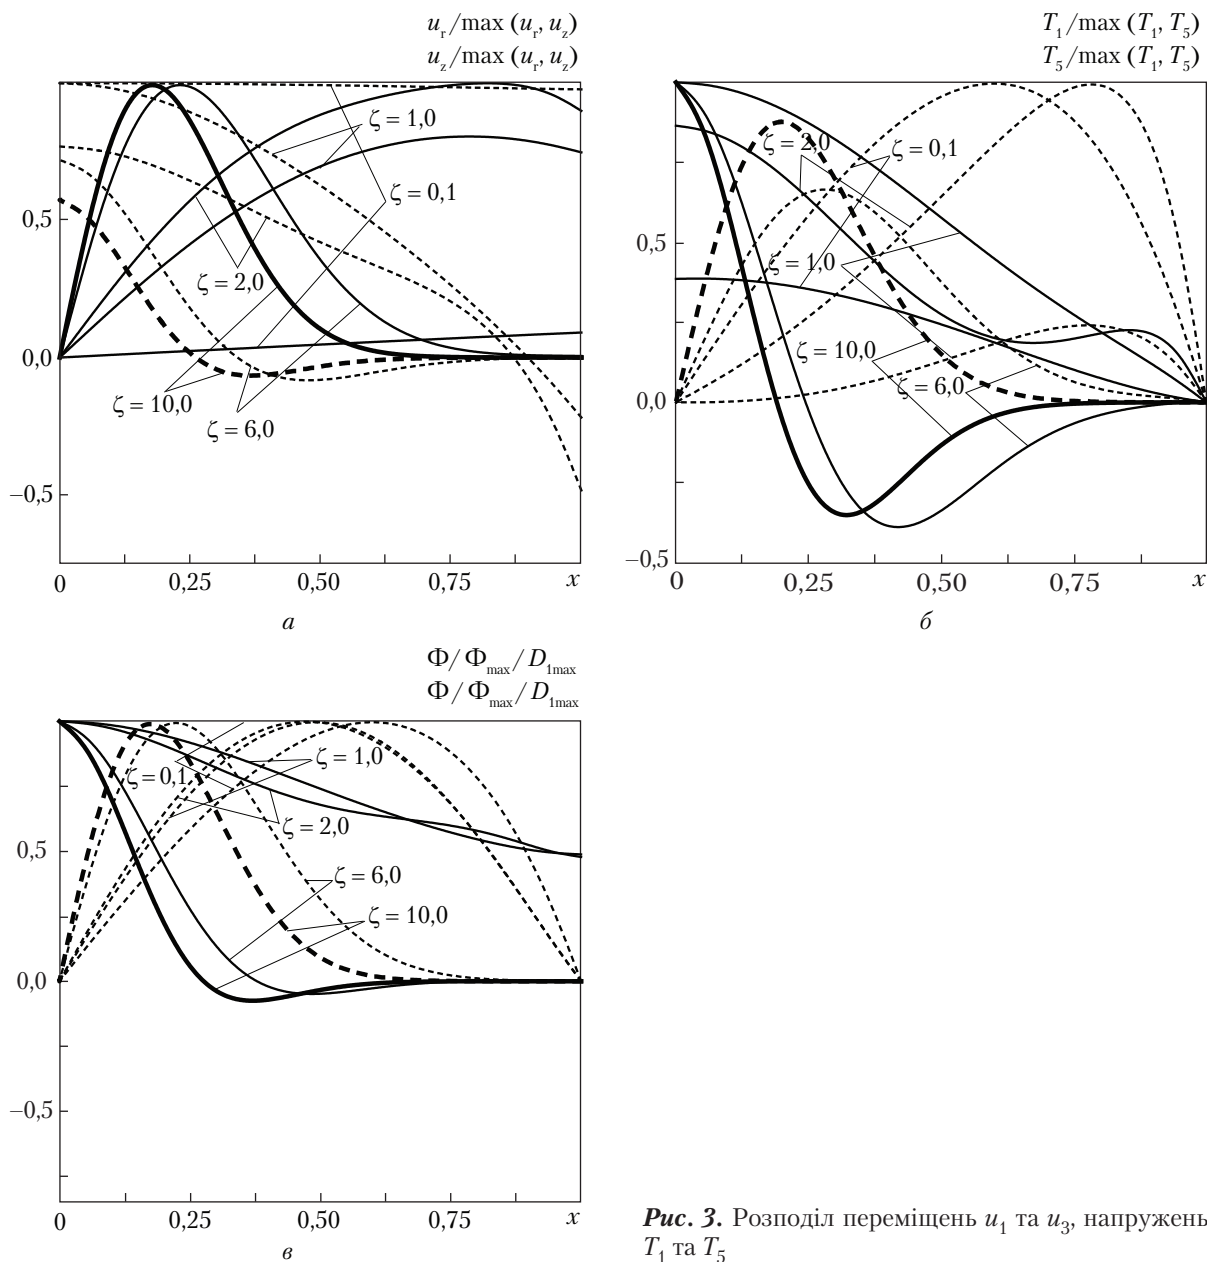 u_r/max (u_r, u_z)
u_z/max (u_r, u_z)
ζ = 1,0
ζ = 0,1
0,5
ζ = 2,0
0,0
ζ = 10,0
ζ = 6,0
–0,5
0 0,25 0,50 0,75 x
а
T_1/max (T_1, T_5)
T_5/max (T_1, T_5)
ζ = 2,0
ζ = 0,1
0,5
ζ = 1,0
ζ = 10,0
ζ = 6,0
0,0
–0,5
0 0,25 0,50 0,75 x
б
Φ/Φ_max/D_1max
Φ/Φ_max/D_1max
ζ = 1,0
ζ = 0,1
ζ = 2,0
0,5
ζ = 6,0
ζ = 10,0
0,0
–0,5
0 0,25 0,50 0,75 x
в
Рис. 3. Розподіл переміщень u_1 та u_3, напружень
T_1 та T_5